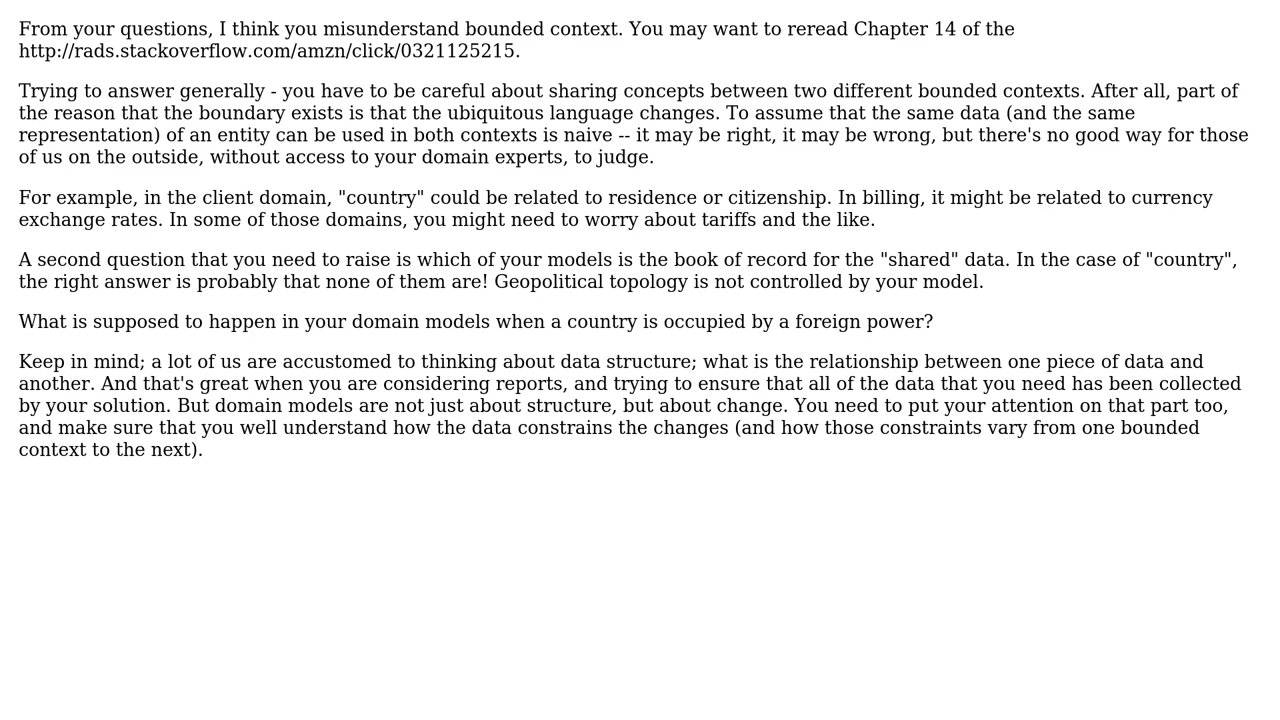 From your questions, I think you misunderstand bounded context. You may want to reread Chapter 14 of the
http://rads.stackoverflow.com/amzn/click/0321125215.
Trying to answer generally - you have to be careful about sharing concepts between two different bounded contexts. After all, part of
the reason that the boundary exists is that the ubiquitous language changes. To assume that the same data (and the same
representation) of an entity can be used in both contexts is naive -- it may be right, it may be wrong, but there's no good way for those
of us on the outside, without access to your domain experts, to judge.
For example, in the client domain, "country" could be related to residence or citizenship. In billing, it might be related to currency
exchange rates. In some of those domains, you might need to worry about tariffs and the like.
A second question that you need to raise is which of your models is the book of record for the "shared" data. In the case of "country",
the right answer is probably that none of them are! Geopolitical topology is not controlled by your model.
What is supposed to happen in your domain models when a country is occupied by a foreign power?
Keep in mind; a lot of us are accustomed to thinking about data structure; what is the relationship between one piece of data and
another. And that's great when you are considering reports, and trying to ensure that all of the data that you need has been collected
by your solution. But domain models are not just about structure, but about change. You need to put your attention on that part too,
and make sure that you well understand how the data constrains the changes (and how those constraints vary from one bounded
context to the next).